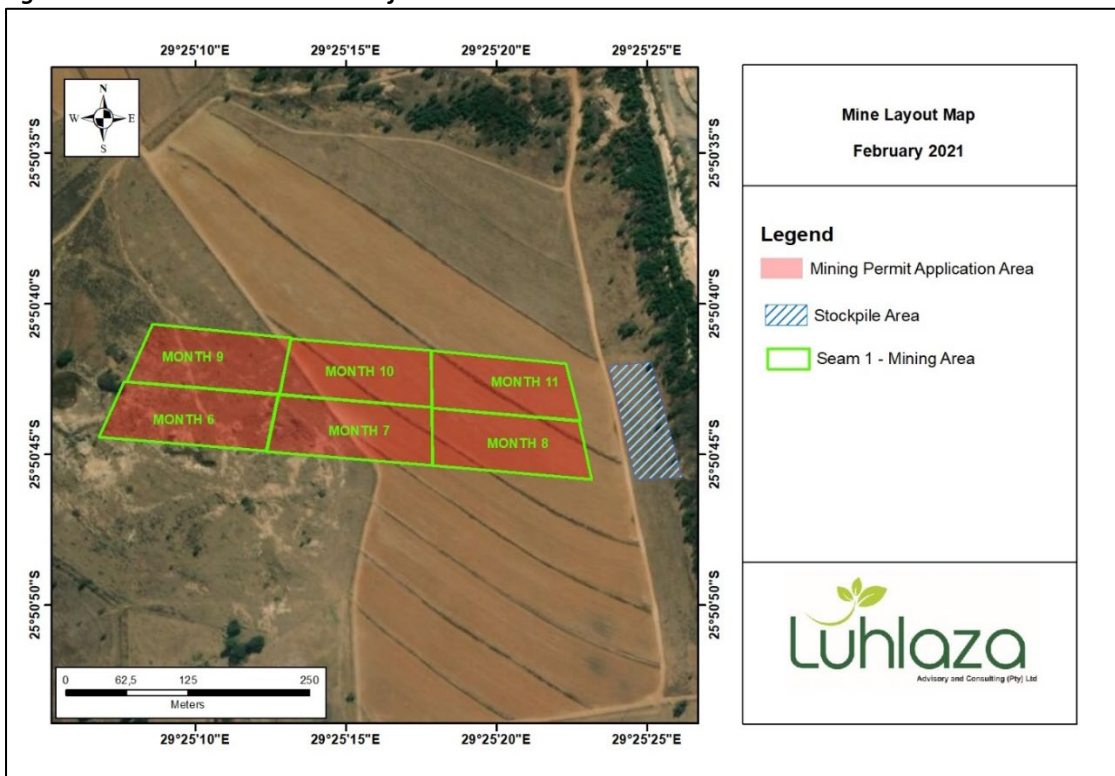 29°25'10"E 29°25'15"E 29°25'20"E 29°25'25"E
N
W E
S
25°50'35"S 25°50'35"S
25°50'40"S 25°50'40"S
MONTH 9 MONTH 10 MONTH 11
MONTH 6 MONTH 7 MONTH 8
25°50'45"S 25°50'45"S
25°50'50"S 25°50'50"S
0 62,5 125 250
Meters
29°25'10"E 29°25'15"E 29°25'20"E 29°25'25"E
Mine Layout Map
February 2021
Legend
Mining Permit Application Area
Stockpile Area
Seam 1 - Mining Area
Luhlaza
Advisory and Consulting (Pty) Ltd